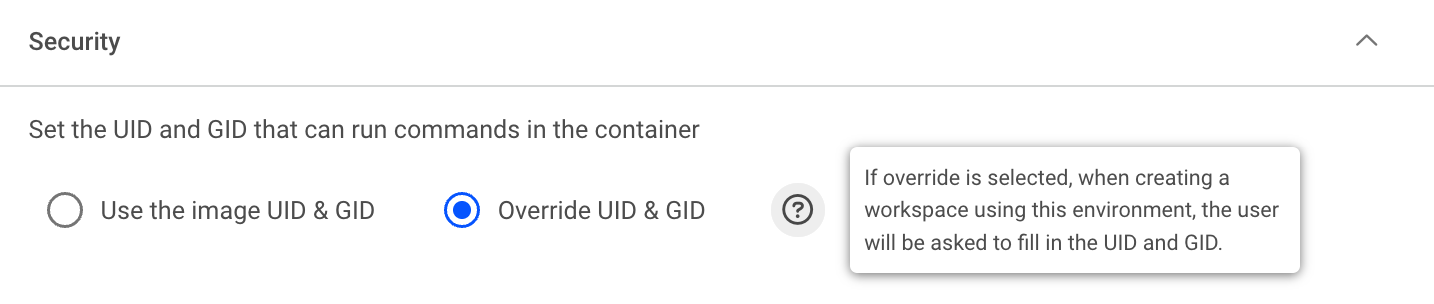 Security
Set the UID and GID that can run commands in the container
Use the image UID & GID
Override UID & GID
?
If override is selected, when creating a
workspace using this environment, the user
will be asked to fill in the UID and GID.